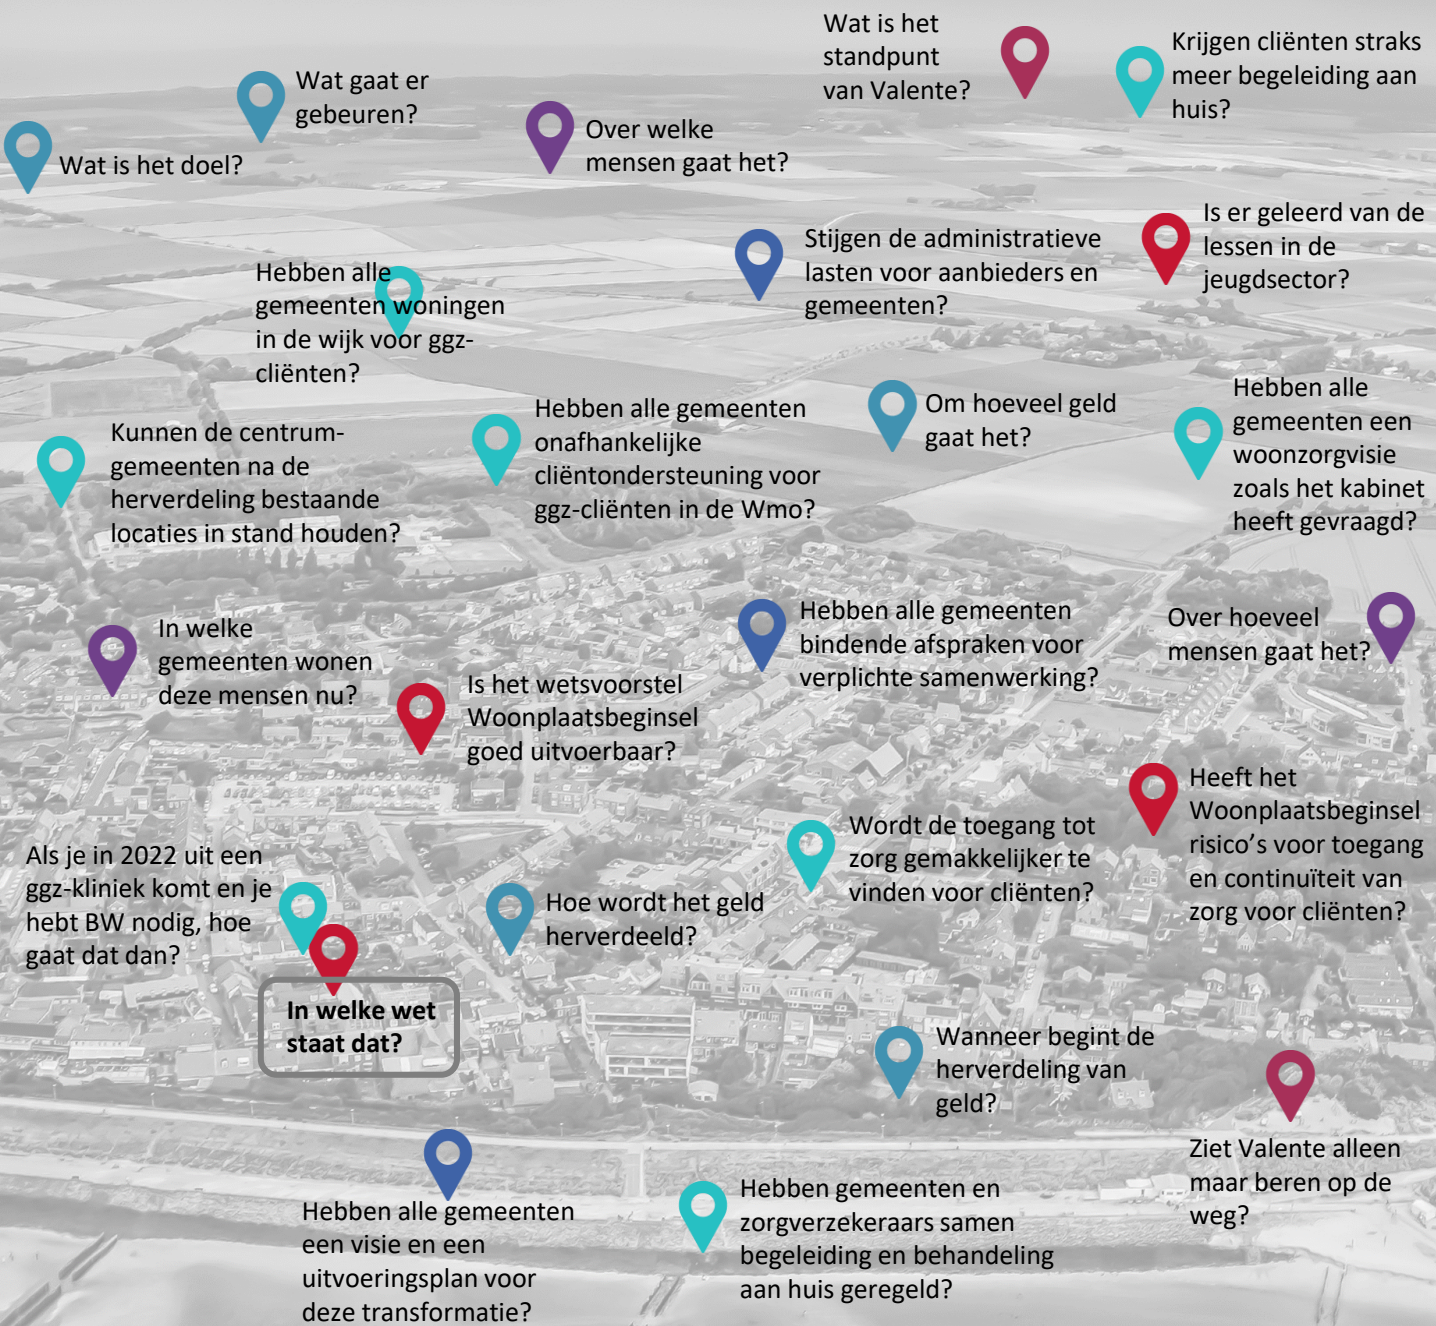 Wat is het
standpunt
van Valente?
Krijgen cliënten straks
meer begeleiding aan
huis?
Wat gaat er
gebeuren?
Over welke
mensen gaat het?
Wat is het doel?
Is er geleerd van de
lessen in de
jeugdsector?
Stijgen de administratieve
lasten voor aanbieders en
gemeenten?
Hebben alle
gemeenten woningen
in de wijk voor ggz-
cliënten?
Hebben alle
gemeenten een
woonzorgvisie
zoals het kabinet
heeft gevraagd?
Om hoeveel geld
gaat het?
Hebben alle gemeenten
onafhankelijke
cliëntondersteuning voor
ggz-cliënten in de Wmo?
Kunnen de centrum-
gemeenten na de
herverdeling bestaande
locaties in stand houden?
Hebben alle gemeenten
bindende afspraken voor
verplichte samenwerking?
Over hoeveel
mensen gaat het?
In welke
gemeenten wonen
deze mensen nu?
Is het wetsvoorstel
Woonplaatsbeginsel
goed uitvoerbaar?
Heeft het
Woonplaatsbeginsel
risico's voor toegang
en continuïteit van
zorg voor cliënten?
Wordt de toegang tot
zorg gemakkelijker te
vinden voor cliënten?
Als je in 2022 uit een
ggz-kliniek komt en je
hebt BW nodig, hoe
gaat dat dan?
Hoe wordt het geld
herverdeeld?
In welke wet
staat dat?
Wanneer begint de
herverdeling van
geld?
Ziet Valente alleen
maar beren op de
weg?
Hebben gemeenten en
zorgverzekeraars samen
begeleiding en behandeling
aan huis geregeld?
Hebben alle gemeenten
een visie en een
uitvoeringsplan voor
deze transformatie?